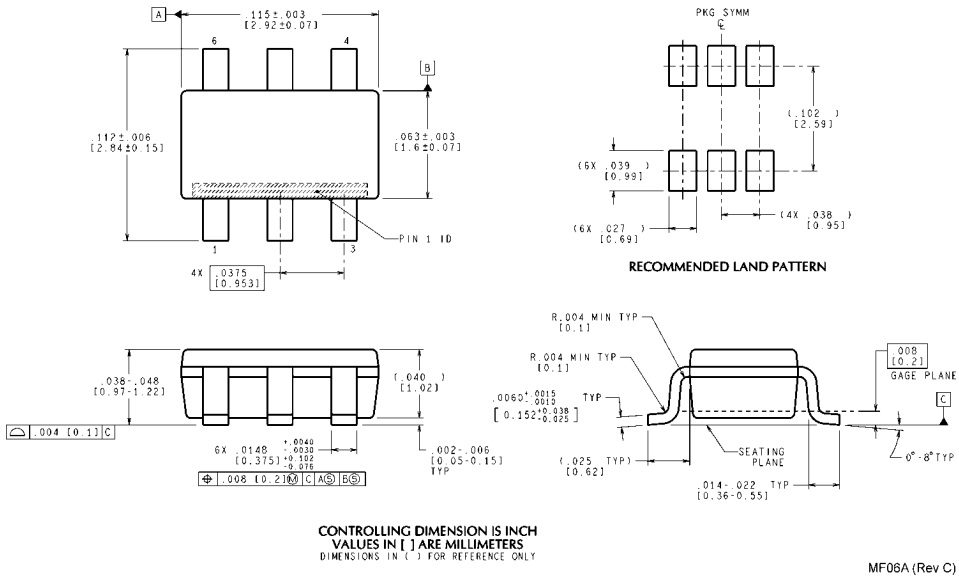 A
.115±.003
[2.92±0.07]
6
4
B
.112±.006
[2.84±0.15]
.063±.003
[1.6±0.07]
PIN 1 ID
1
3
4X .0375
[0.953]
PKG SYMM
℄
(.102 )
[2.59]
(6X .039 )
[0.99]
(4X .038 )
[0.95]
(6X .027 )
[0.69]
RECOMMENDED LAND PATTERN
.038-.048
[0.97-1.22]
(.040 )
[1.02]
⌓ .004 [0.1] C
6X .0148 +.0040
-.0030
[0.375] +0.102
-0.076
⌖ .008 [0.2]Ⓜ C AⓈ BⓈ
.002-.006
[0.05-0.15]
TYP
R.004 MIN TYP
[0.1]
R.004 MIN TYP
[0.1]
.008
[0.2]
GAGE PLANE
.0060 +.0015
-.0010 TYP
[0.152 +0.038
-0.025]
C
SEATING
PLANE
0°-8° TYP
(.025 TYP)
[0.62]
.014-.022 TYP
[0.36-0.55]
CONTROLLING DIMENSION IS INCH
VALUES IN [ ] ARE MILLIMETERS
DIMENSIONS IN ( ) FOR REFERENCE ONLY
MF06A (Rev C)